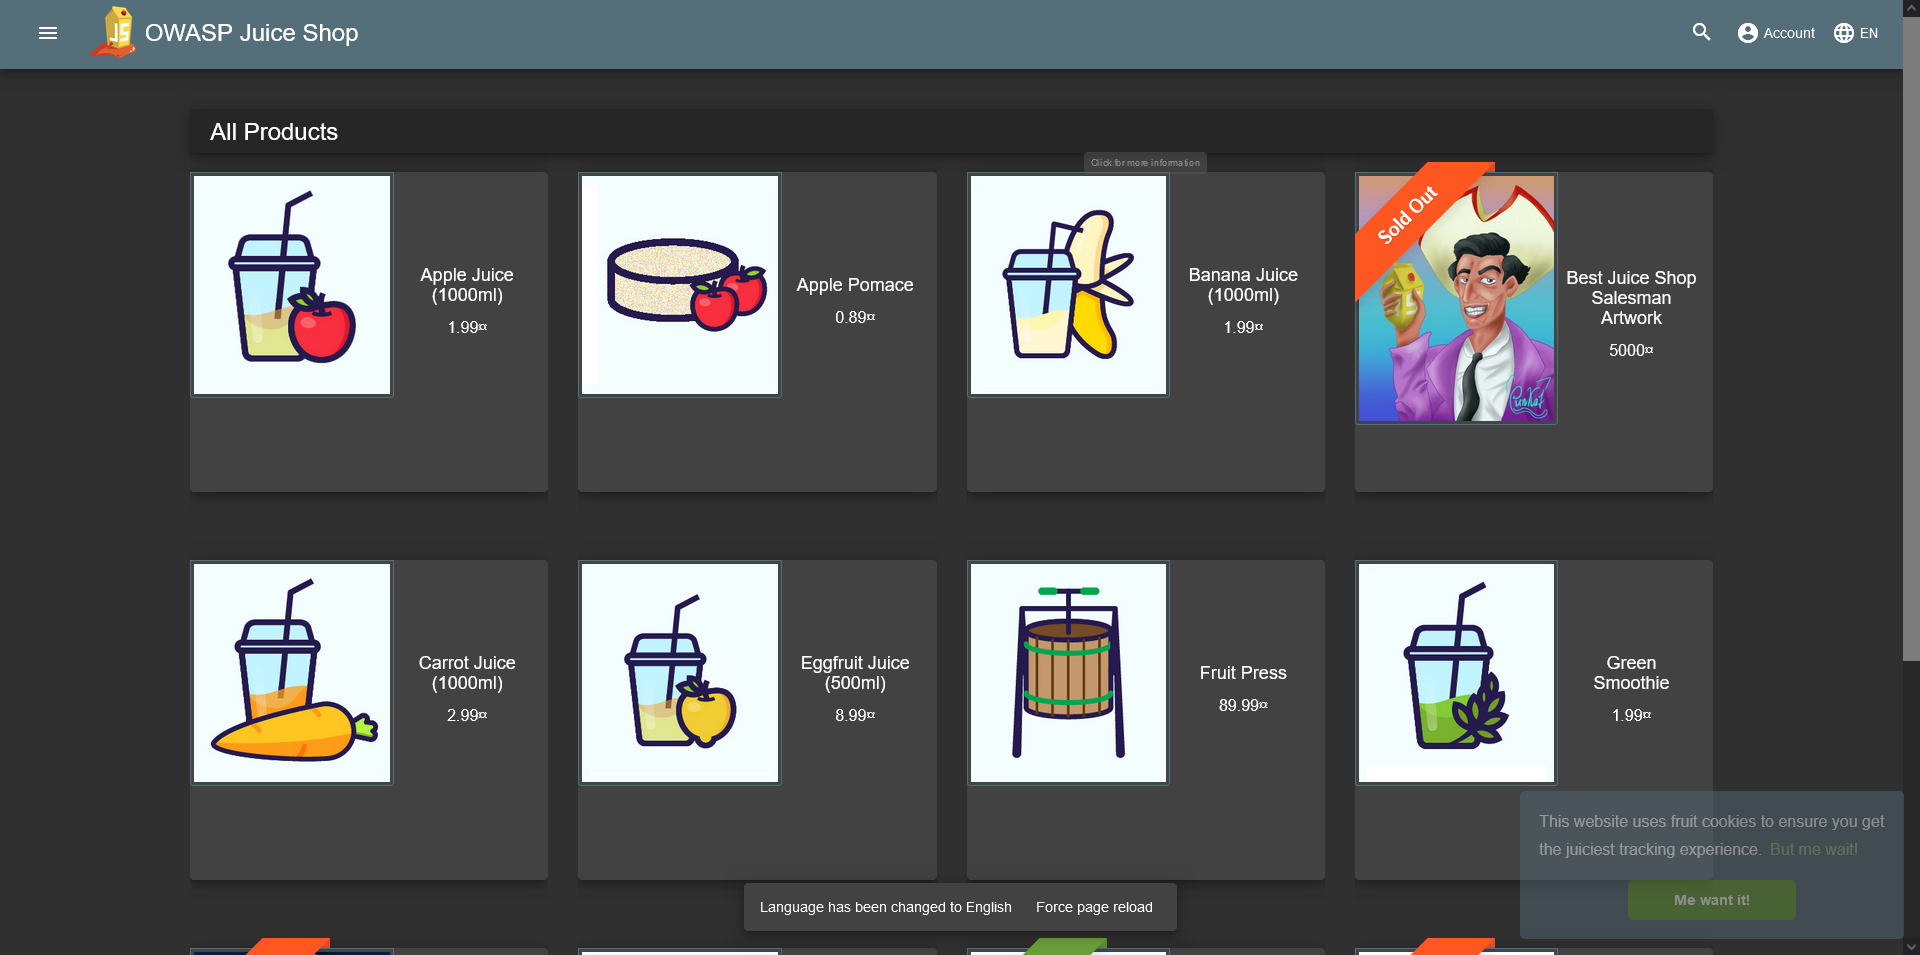 OWASP Juice Shop
Account
EN
All Products
Click for more information
Sold Out
Apple Juice
(1000ml)
1.99¤
Apple Pomace
0.89¤
Banana Juice
(1000ml)
1.99¤
Best Juice Shop
Salesman
Artwork
5000¤
Carrot Juice
(1000ml)
2.99¤
Eggfruit Juice
(500ml)
8.99¤
Fruit Press
89.99¤
Green
Smoothie
1.99¤
This website uses fruit cookies to ensure you get
the juiciest tracking experience. But me wait!
Me want it!
Language has been changed to English Force page reload